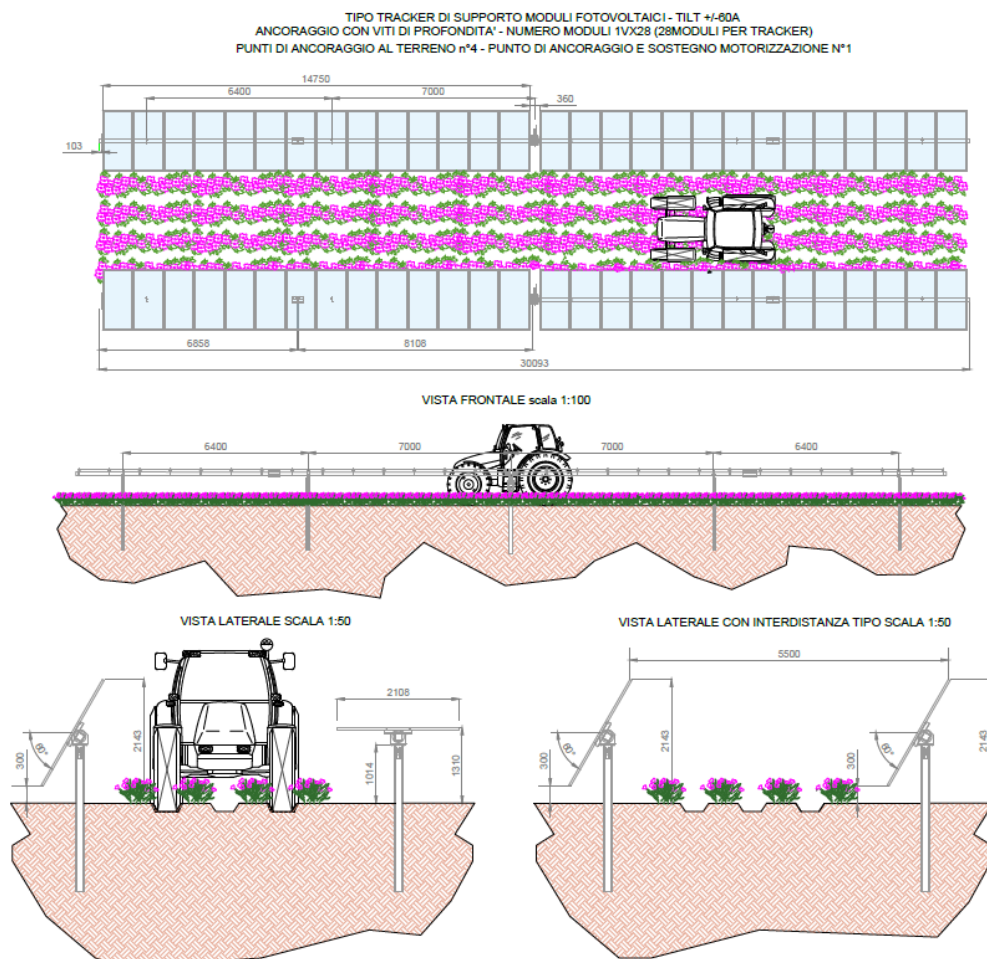 TIPO TRACKER DI SUPPORTO MODULI FOTOVOLTAICI - TILT +/-60A
ANCORAGGIO CON VITI DI PROFONDITA' - NUMERO MODULI 1VX28 (28MODULI PER TRACKER)
PUNTI DI ANCORAGGIO AL TERRENO n°4 - PUNTO DI ANCORAGGIO E SOSTEGNO MOTORIZZAZIONE N°1
14750
6400 7000 360
103
6858 8108
30093
VISTA FRONTALE scala 1:100
6400 7000 7000 6400
VISTA LATERALE SCALA 1:50
2108
60°
300
2143
1014
1310
VISTA LATERALE CON INTERDISTANZA TIPO SCALA 1:50
5500
60°
300
2143
60°
300
2143